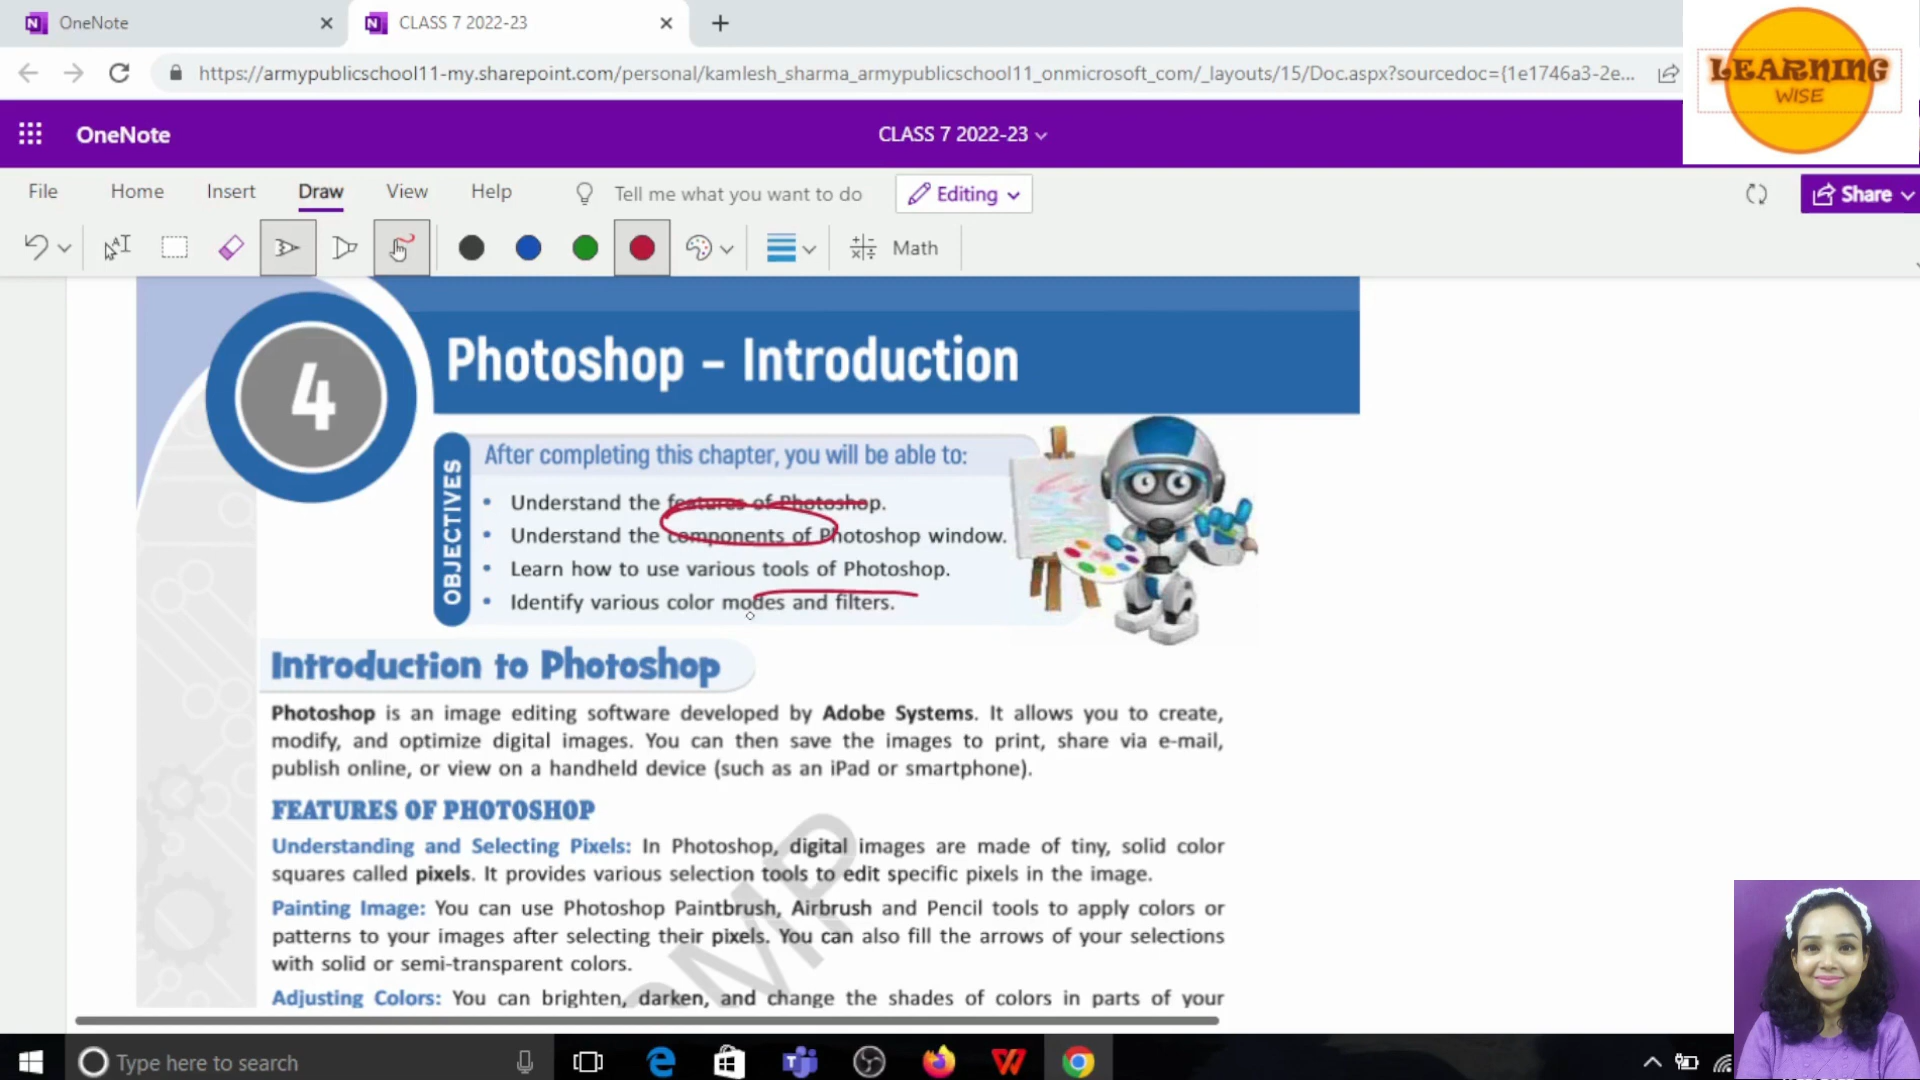 OneNote
CLASS 7 2022-23
https://armypublicschool11-my.sharepoint.com/personal/kamlesh_sharma_armypublicschool11_onmicrosoft_com/_layouts/15/Doc.aspx?sourcedoc={1e1746a3-2e...
LEARNING
WISE
OneNote
CLASS 7 2022-23
File Home Insert Draw View Help Tell me what you want to do Editing Share
Math
4
Photoshop – Introduction
OBJECTIVES
After completing this chapter, you will be able to:
• Understand the features of Photoshop.
• Understand the components of Photoshop window.
• Learn how to use various tools of Photoshop.
• Identify various color modes and filters.
Introduction to Photoshop
Photoshop is an image editing software developed by Adobe Systems. It allows you to create,
modify, and optimize digital images. You can then save the images to print, share via e-mail,
publish online, or view on a handheld device (such as an iPad or smartphone).
FEATURES OF PHOTOSHOP
Understanding and Selecting Pixels: In Photoshop, digital images are made of tiny, solid color
squares called pixels. It provides various selection tools to edit specific pixels in the image.
Painting Image: You can use Photoshop Paintbrush, Airbrush and Pencil tools to apply colors or
patterns to your images after selecting their pixels. You can also fill the arrows of your selections
with solid or semi-transparent colors.
Adjusting Colors: You can brighten, darken, and change the shades of colors in parts of your
Type here to search